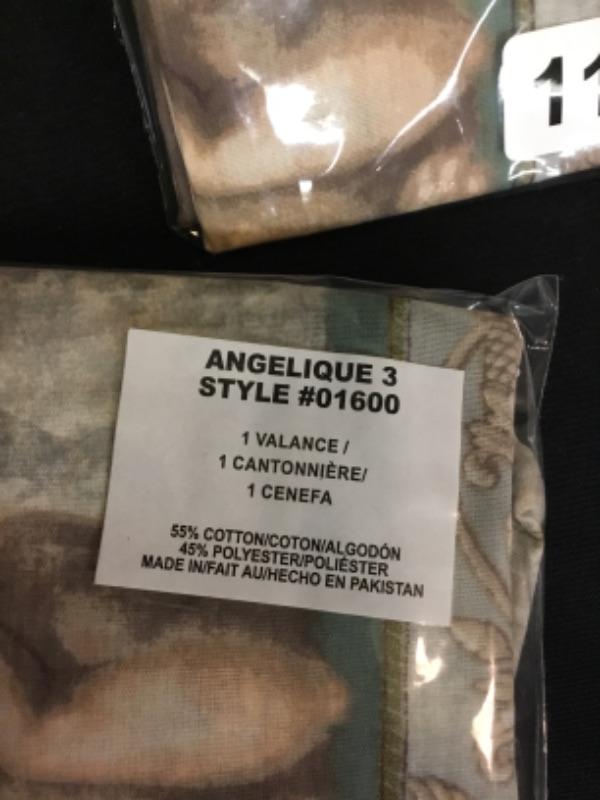 11
ANGELIQUE 3
STYLE #01600
1 VALANCE /
1 CANTONNIÈRE/
1 CENEFA
55% COTTON/COTON/ALGODÓN
45% POLYESTER/POLIÉSTER
MADE IN/FAIT AU/HECHO EN PAKISTAN